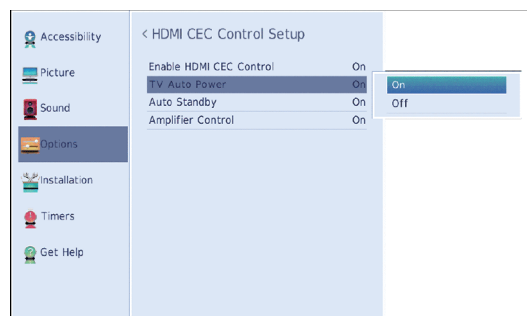 Accessibility
Picture
Sound
Options
Installation
Timers
Get Help
< HDMI CEC Control Setup
Enable HDMI CEC Control On
TV Auto Power On
Auto Standby On
Amplifier Control On
On
Off